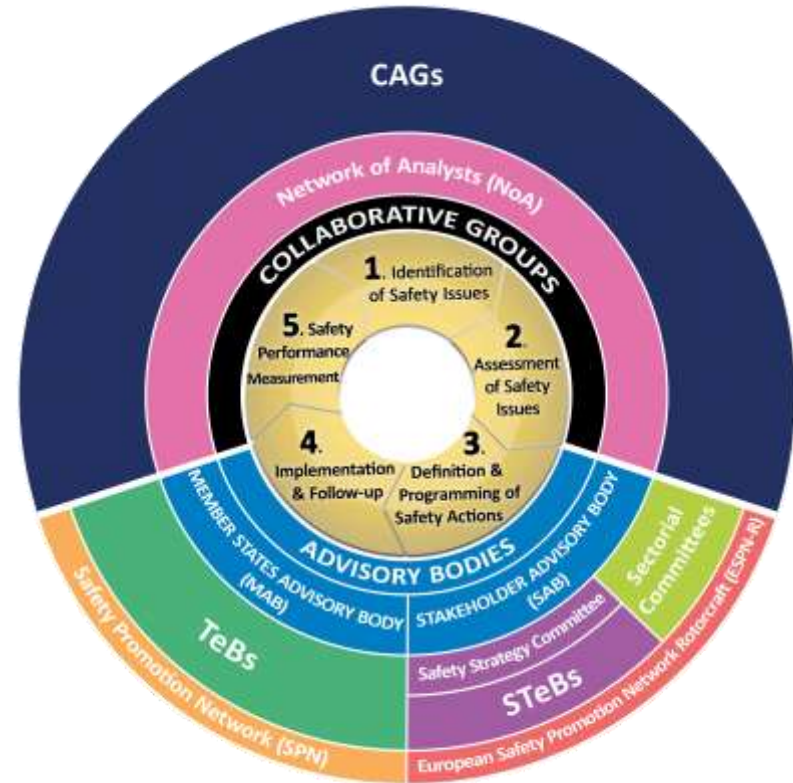 CAGs
Network of Analysts (NoA)
COLLABORATIVE GROUPS
1. Identification
of Safety Issues
2.
Assessment
of Safety
Issues
3.
Definition &
Programming of
Safety Actions
4.
Implementation
& Follow-up
5. Safety
Performance
Measurement
ADVISORY BODIES
MEMBER STATES ADVISORY BODY
(MAB)
STAKEHOLDER ADVISORY BODY
(SAB)
TeBs
Safety Promotion Network (SPN)
Safety Strategy Committee
STeBs
Sectorial
Committees
European Safety Promotion Network Rotorcraft (ESPN-R)